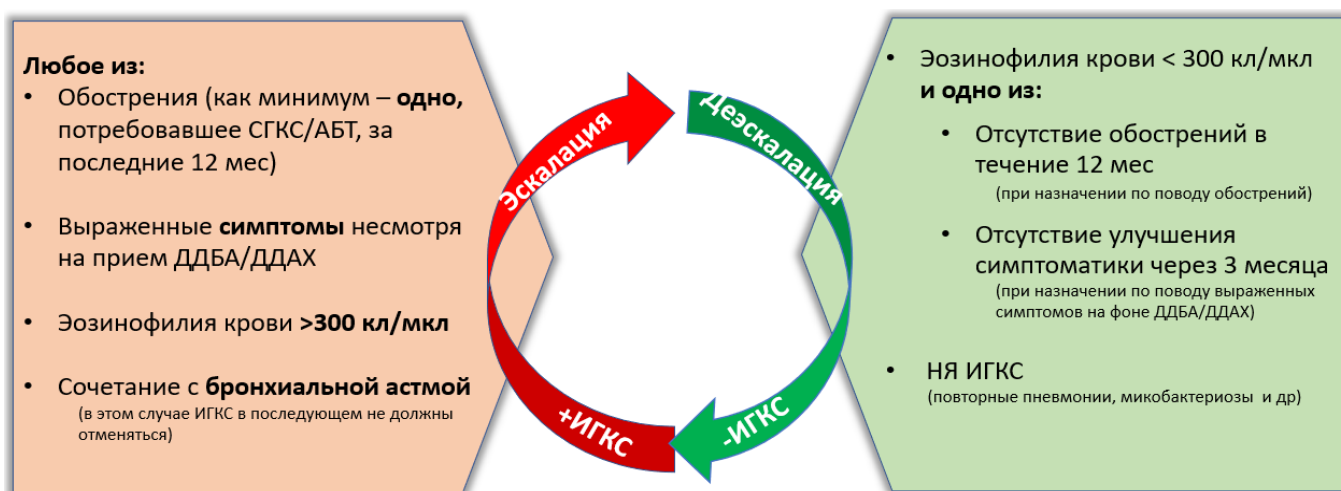 Любое из:
• Обострения (как минимум – одно,
потребовавшее СГКС/АБТ, за
последние 12 мес)
• Выраженные симптомы несмотря
на прием ДДБА/ДДАХ
• Эозинофилия крови >300 кл/мкл
• Сочетание с бронхиальной астмой
(в этом случае ИГКС в последующем не должны
отменяться)
Эскалация
Деэскалация
+ИГКС
-ИГКС
• Эозинофилия крови < 300 кл/мкл
и одно из:
• Отсутствие обострений в
течение 12 мес
(при назначении по поводу обострений)
• Отсутствие улучшения
симптоматики через 3 месяца
(при назначении по поводу выраженных
симптомов на фоне ДДБА/ДДАХ)
• НЯ ИГКС
(повторные пневмонии, микобактериозы и др)